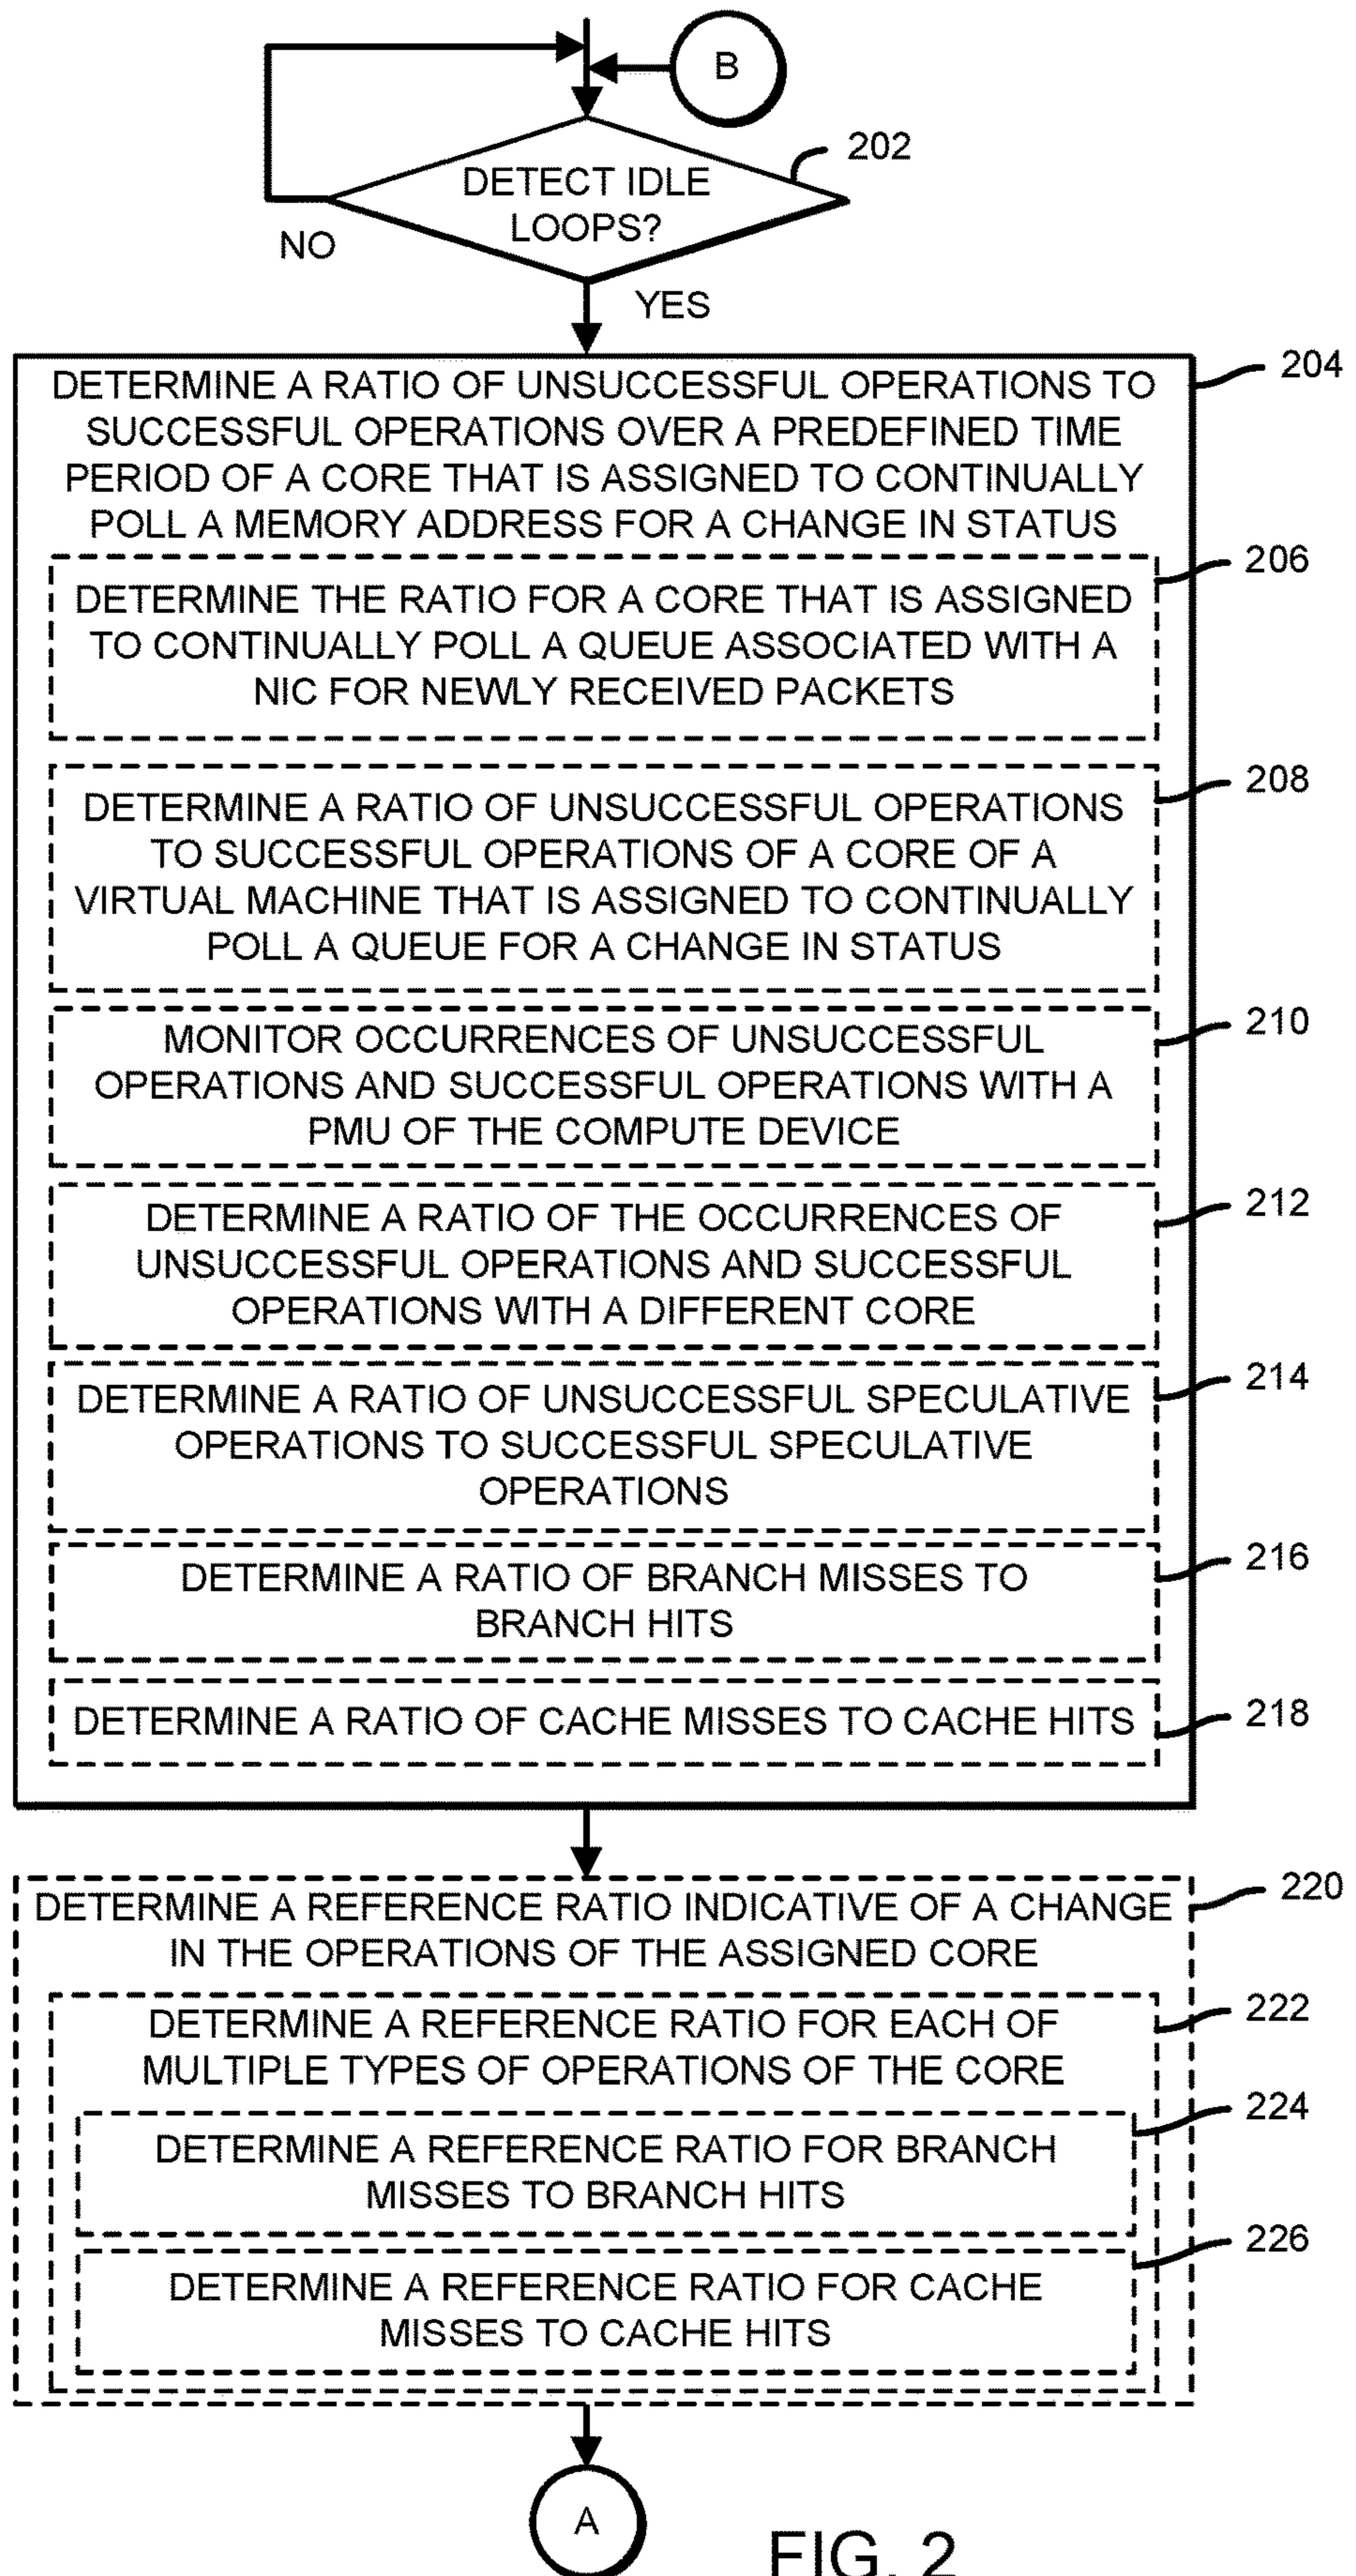 B
202
DETECT IDLE
LOOPS?
NO
YES
204
DETERMINE A RATIO OF UNSUCCESSFUL OPERATIONS TO
SUCCESSFUL OPERATIONS OVER A PREDEFINED TIME
PERIOD OF A CORE THAT IS ASSIGNED TO CONTINUALLY
POLL A MEMORY ADDRESS FOR A CHANGE IN STATUS
206
DETERMINE THE RATIO FOR A CORE THAT IS ASSIGNED
TO CONTINUALLY POLL A QUEUE ASSOCIATED WITH A
NIC FOR NEWLY RECEIVED PACKETS
208
DETERMINE A RATIO OF UNSUCCESSFUL OPERATIONS
TO SUCCESSFUL OPERATIONS OF A CORE OF A
VIRTUAL MACHINE THAT IS ASSIGNED TO CONTINUALLY
POLL A QUEUE FOR A CHANGE IN STATUS
210
MONITOR OCCURRENCES OF UNSUCCESSFUL
OPERATIONS AND SUCCESSFUL OPERATIONS WITH A
PMU OF THE COMPUTE DEVICE
212
DETERMINE A RATIO OF THE OCCURRENCES OF
UNSUCCESSFUL OPERATIONS AND SUCCESSFUL
OPERATIONS WITH A DIFFERENT CORE
214
DETERMINE A RATIO OF UNSUCCESSFUL SPECULATIVE
OPERATIONS TO SUCCESSFUL SPECULATIVE
OPERATIONS
216
DETERMINE A RATIO OF BRANCH MISSES TO
BRANCH HITS
218
DETERMINE A RATIO OF CACHE MISSES TO CACHE HITS
220
DETERMINE A REFERENCE RATIO INDICATIVE OF A CHANGE
IN THE OPERATIONS OF THE ASSIGNED CORE
222
DETERMINE A REFERENCE RATIO FOR EACH OF
MULTIPLE TYPES OF OPERATIONS OF THE CORE
224
DETERMINE A REFERENCE RATIO FOR BRANCH
MISSES TO BRANCH HITS
226
DETERMINE A REFERENCE RATIO FOR CACHE
MISSES TO CACHE HITS
A
FIG. 2